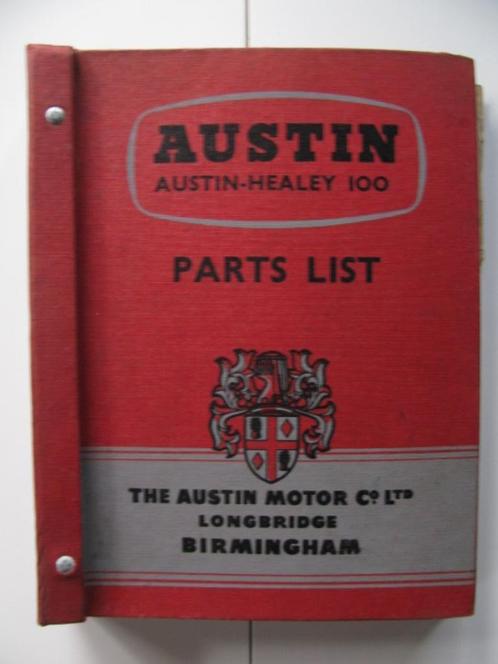 AUSTIN
AUSTIN-HEALEY 100
PARTS LIST
THE AUSTIN MOTOR Cº LTD
LONGBRIDGE
BIRMINGHAM